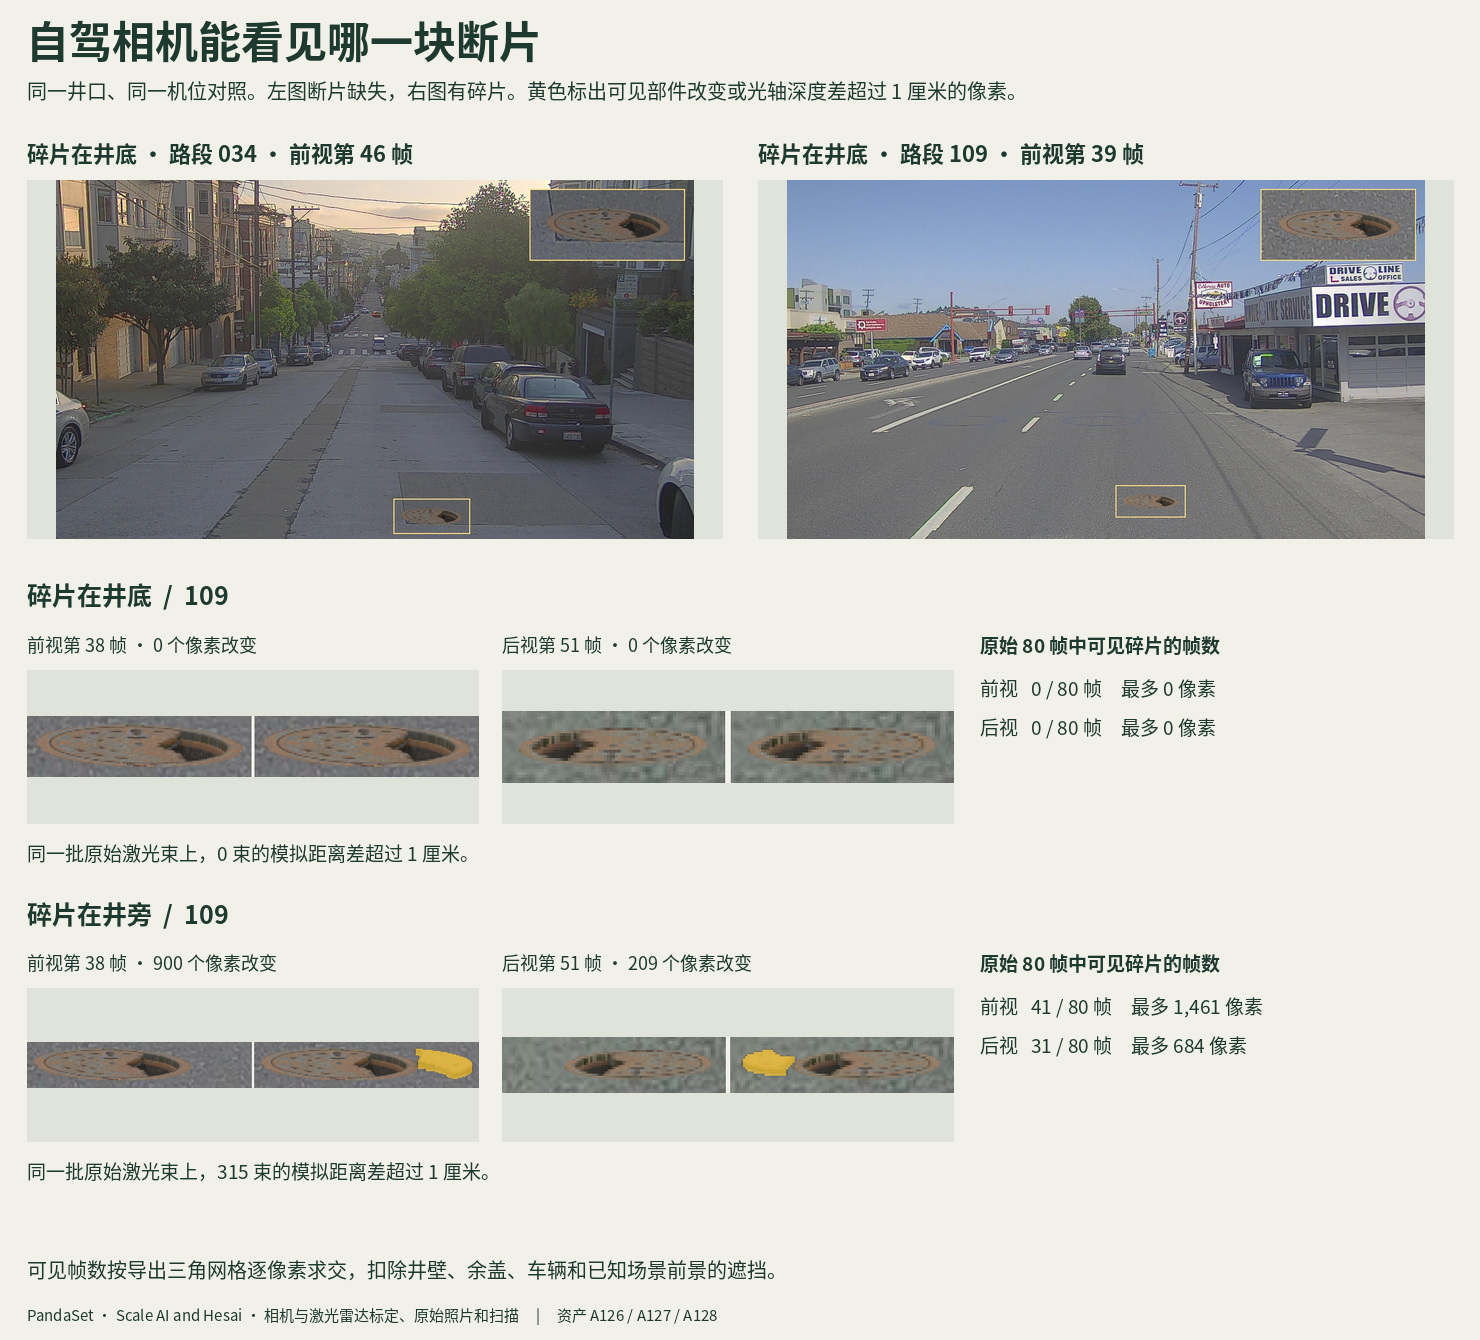 自驾相机能看见哪一块断片
同一井口、同一机位对照。左图断片缺失，右图有碎片。黄色标出可见部件改变或光轴深度差超过 1 厘米的像素。
碎片在井底 · 路段 034 · 前视第 46 帧
碎片在井底 · 路段 109 · 前视第 39 帧
DRIVE LINE
SALES OFFICE
California AUTO
UPHOLSTERY
LINE SERVICE
DRIVE
碎片在井底 / 109
前视第 38 帧 · 0 个像素改变
后视第 51 帧 · 0 个像素改变
原始 80 帧中可见碎片的帧数
前视 0 / 80 帧 最多 0 像素
后视 0 / 80 帧 最多 0 像素
同一批原始激光束上，0 束的模拟距离差超过 1 厘米。
碎片在井旁 / 109
前视第 38 帧 · 900 个像素改变
后视第 51 帧 · 209 个像素改变
原始 80 帧中可见碎片的帧数
前视 41 / 80 帧 最多 1,461 像素
后视 31 / 80 帧 最多 684 像素
同一批原始激光束上，315 束的模拟距离差超过 1 厘米。
可见帧数按导出三角网格逐像素求交，扣除井壁、余盖、车辆和已知场景前景的遮挡。
PandaSet · Scale AI and Hesai · 相机与激光雷达标定、原始照片和扫描 | 资产 A126 / A127 / A128